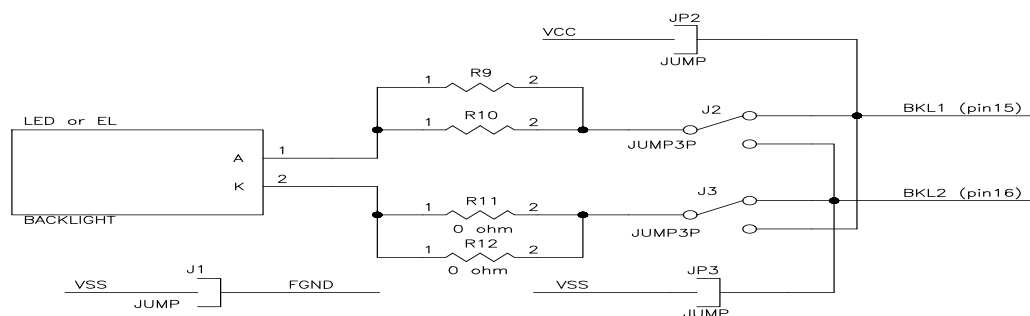 JP2
VCC
JUMP
R9
1 2
LED or EL
R10
1 2
J2
JUMP3P
BKL1 (pin15)
A 1
K 2
BACKLIGHT
R11
1 2
0 ohm
J3
JUMP3P
BKL2 (pin16)
R12
1 2
0 ohm
J1
VSS
FGND
JUMP
JP3
VSS
JUMP